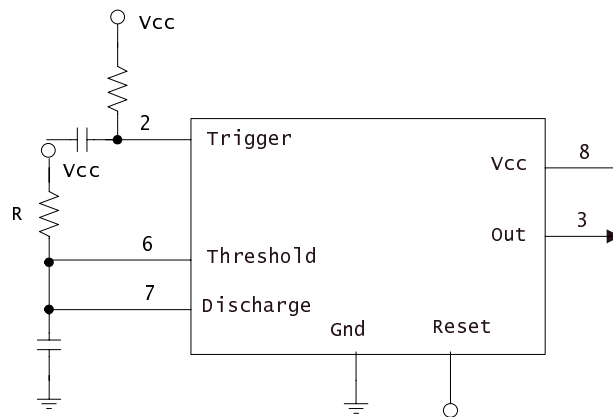 Vcc
2
Trigger
Vcc
8
Vcc
R
3
Out
6
Threshold
7
Discharge
Gnd
Reset